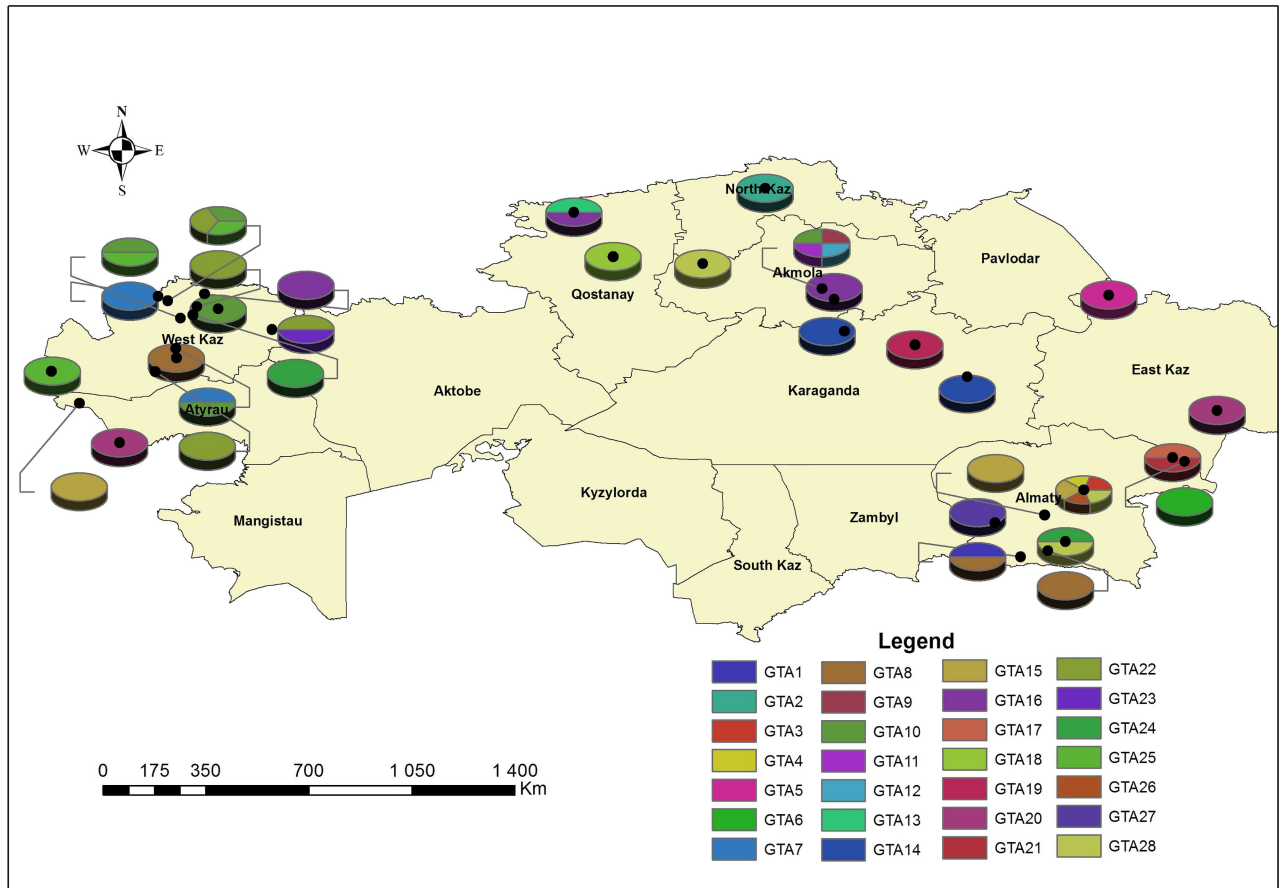 N
W E
S
North Kaz
Pavlodar
Akmola
Qostanay
West Kaz
East Kaz
Aktobe
Karaganda
Atyrau
Kyzylorda
Almaty
Mangistau
Zambyl
South Kaz
Legend
GTA1 GTA8 GTA15 GTA22
GTA2 GTA9 GTA16 GTA23
GTA3 GTA10 GTA17 GTA24
GTA4 GTA11 GTA18 GTA25
GTA5 GTA12 GTA19 GTA26
GTA6 GTA13 GTA20 GTA27
GTA7 GTA14 GTA21 GTA28
0 175 350 700 1 050 1 400
Km